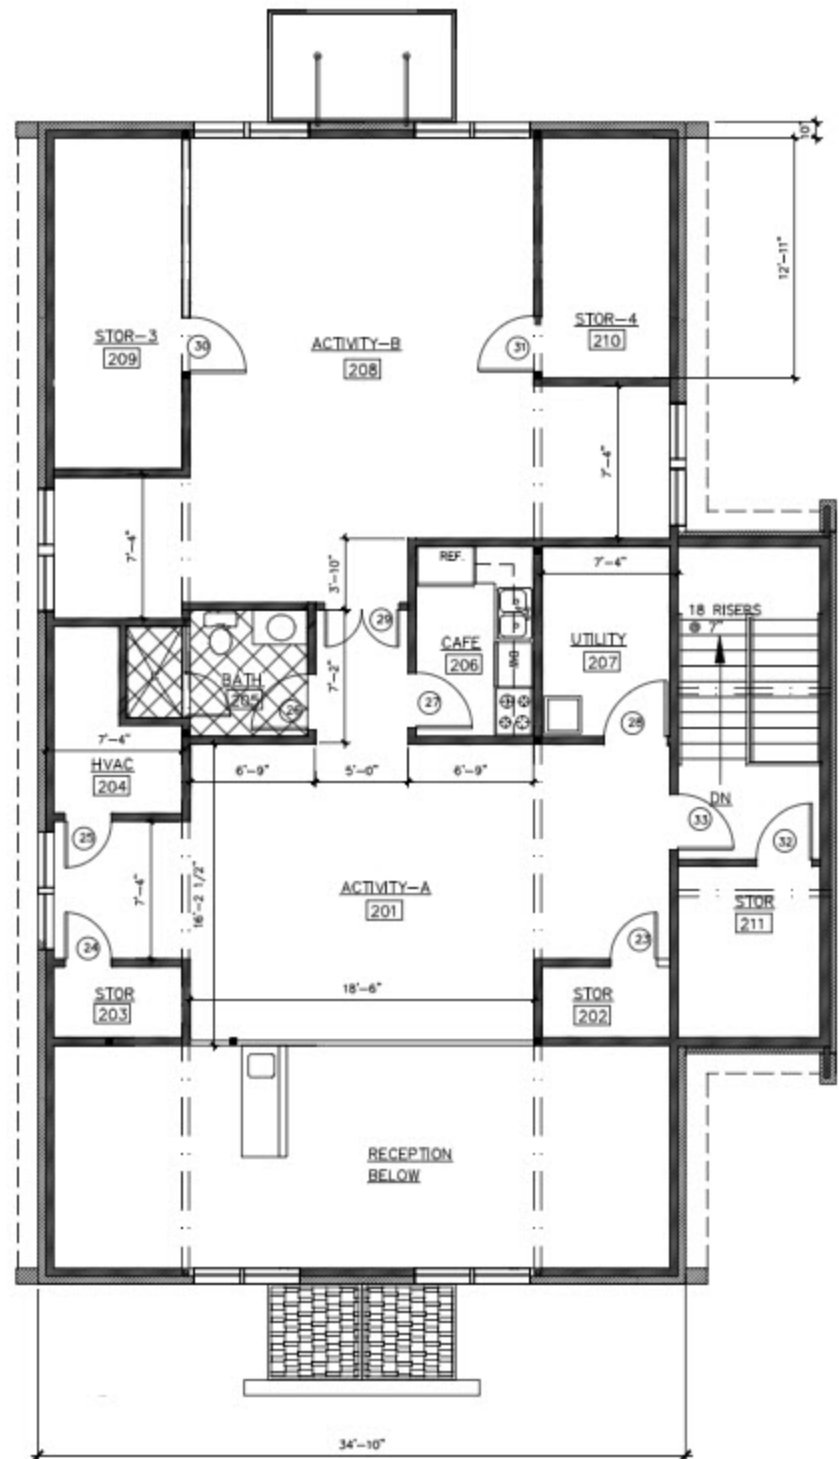 10"
12'-11"
STOR-3
209
30
ACTIVITY-B
208
31
STOR-4
210
7'-4"
7'-4"
3'-10"
REF.
7'-4"
18 RISERS
@ 7"
29
CAFE
206
UTILITY
207
DW
BATH
205
26
7'-2"
27
28
7'-4"
HVAC
204
6'-9"
5'-0"
6'-9"
DN
33
32
25
7'-4"
16'-2 1/2"
ACTIVITY-A
201
STOR
211
24
23
STOR
203
18'-6"
STOR
202
RECEPTION
BELOW
34'-10"